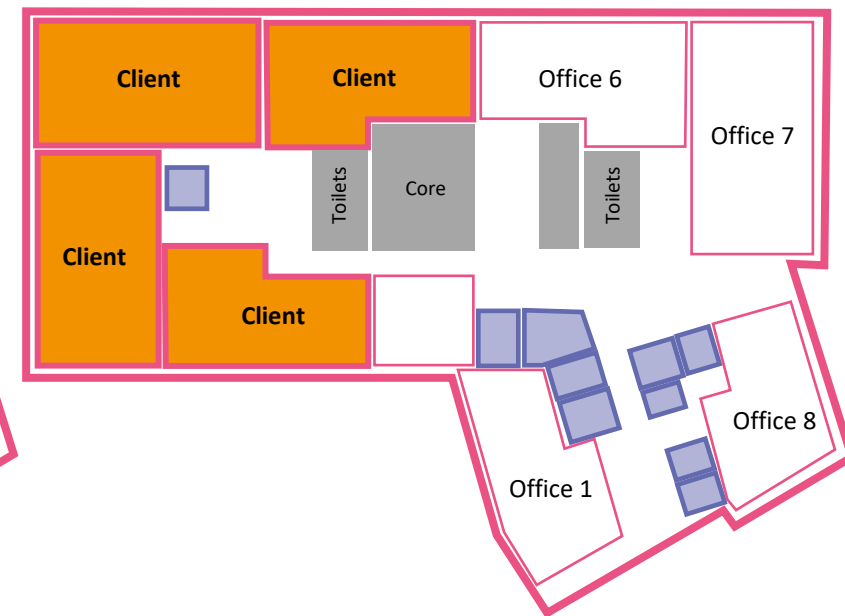 Client
Client
Office 6
Office 7
Toilets
Core
Toilets
Client
Client
Office 8
Office 1